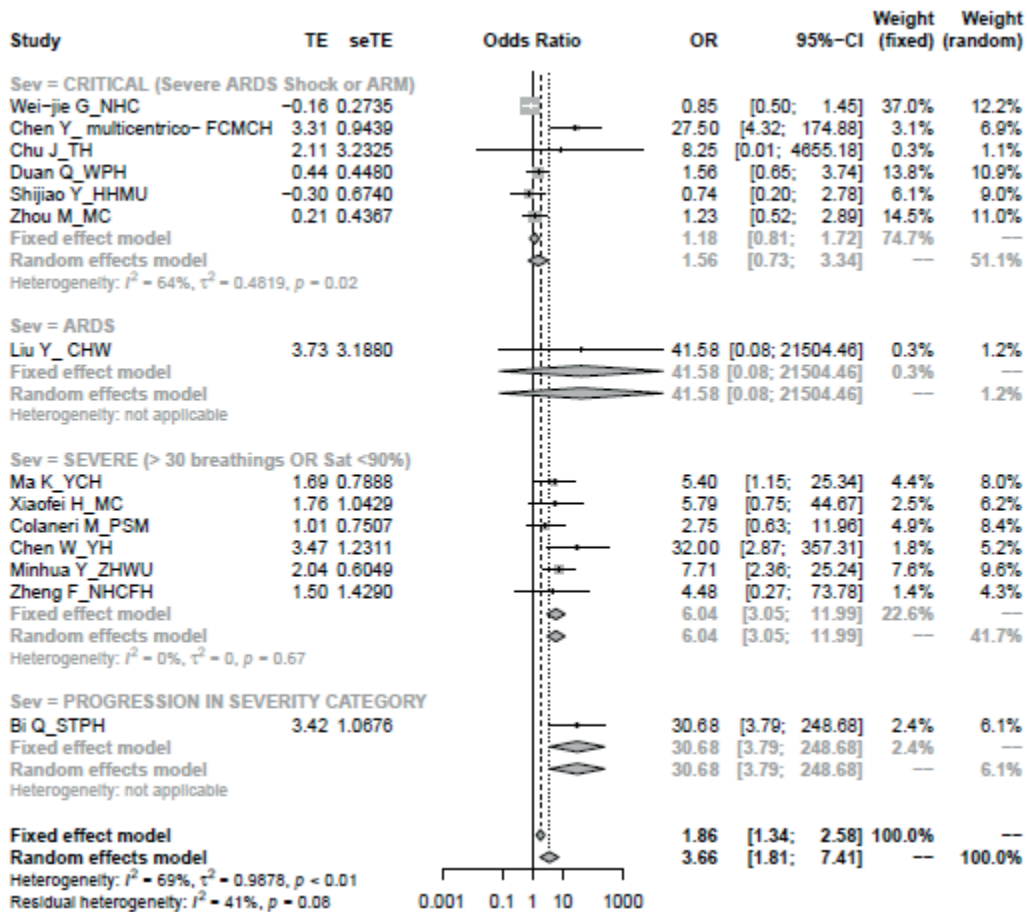 Weight Weight
Study TE seTE Odds Ratio OR 95%−CI (fixed) (random)
Sev = CRITICAL (Severe ARDS Shock or ARM)
Wei−jie G_NHC −0.16 0.2735 0.85 [0.50; 1.45] 37.0% 12.2%
Chen Y_ multicentrico− FCMCH 3.31 0.9439 27.50 [4.32; 174.88] 3.1% 6.9%
Chu J_TH 2.11 3.2325 8.25 [0.01; 4655.18] 0.3% 1.1%
Duan Q_WPH 0.44 0.4480 1.56 [0.65; 3.74] 13.8% 10.9%
Shijiao Y_HHMU −0.30 0.6740 0.74 [0.20; 2.78] 6.1% 9.0%
Zhou M_MC 0.21 0.4367 1.23 [0.52; 2.89] 14.5% 11.0%
Fixed effect model 1.18 [0.81; 1.72] 74.7% −−
Random effects model 1.56 [0.73; 3.34] −− 51.1%
Heterogeneity: I² = 64%, τ² = 0.4819, p = 0.02
Sev = ARDS
Liu Y_ CHW 3.73 3.1880 41.58 [0.08; 21504.46] 0.3% 1.2%
Fixed effect model 41.58 [0.08; 21504.46] 0.3% −−
Random effects model 41.58 [0.08; 21504.46] −− 1.2%
Heterogeneity: not applicable
Sev = SEVERE (> 30 breathings OR Sat <90%)
Ma K_YCH 1.69 0.7888 5.40 [1.15; 25.34] 4.4% 8.0%
Xiaofei H_MC 1.76 1.0429 5.79 [0.75; 44.67] 2.5% 6.2%
Colaneri M_PSM 1.01 0.7507 2.75 [0.63; 11.96] 4.9% 8.4%
Chen W_YH 3.47 1.2311 32.00 [2.87; 357.31] 1.8% 5.2%
Minhua Y_ZHWU 2.04 0.6049 7.71 [2.36; 25.24] 7.6% 9.6%
Zheng F_NHCFH 1.50 1.4290 4.48 [0.27; 73.78] 1.4% 4.3%
Fixed effect model 6.04 [3.05; 11.99] 22.6% −−
Random effects model 6.04 [3.05; 11.99] −− 41.7%
Heterogeneity: I² = 0%, τ² = 0, p = 0.67
Sev = PROGRESSION IN SEVERITY CATEGORY
Bi Q_STPH 3.42 1.0676 30.68 [3.79; 248.68] 2.4% 6.1%
Fixed effect model 30.68 [3.79; 248.68] 2.4% −−
Random effects model 30.68 [3.79; 248.68] −− 6.1%
Heterogeneity: not applicable
Fixed effect model 1.86 [1.34; 2.58] 100.0% −−
Random effects model 3.66 [1.81; 7.41] −− 100.0%
Heterogeneity: I² = 69%, τ² = 0.9878, p < 0.01
Residual heterogeneity: I² = 41%, p = 0.08 0.001 0.1 1 10 1000